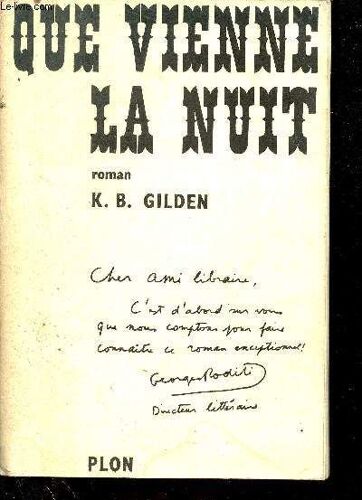 Le-livre.com
QUE VIENNE
LA NUIT
roman
K. B. GILDEN
Cher ami libraire,
C'est d'abord sur vous
que nous comptons pour faire
connaître ce roman exceptionnel!
Georges Roditi
Directeur littéraire
PLON